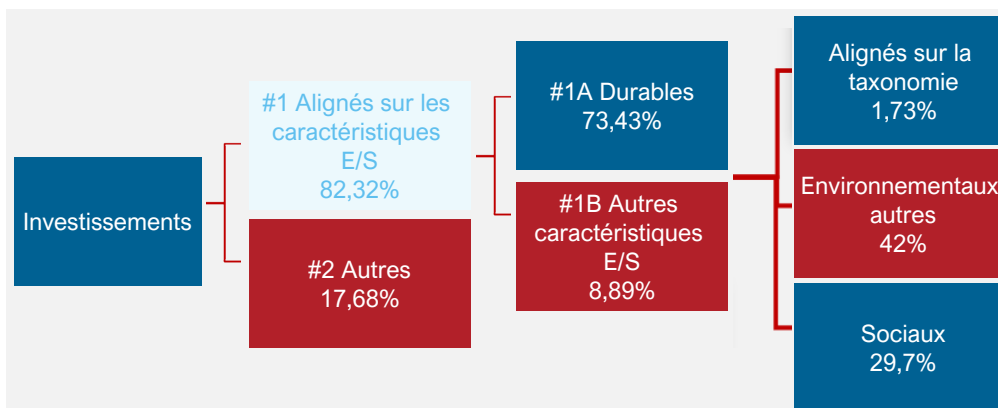 Investissements
#1 Alignés sur les
caractéristiques
E/S
82,32%
#2 Autres
17,68%
#1A Durables
73,43%
#1B Autres
caractéristiques
E/S
8,89%
Alignés sur la
taxonomie
1,73%
Environnementaux
autres
42%
Sociaux
29,7%